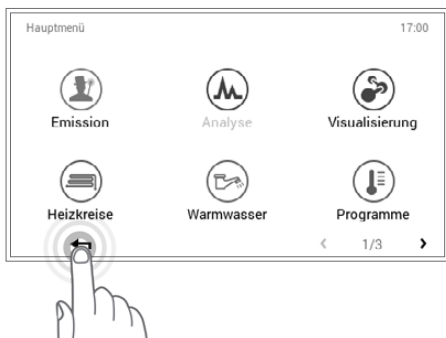 Hauptmenü 17:00
Emission Analyse Visualisierung
Heizkreise Warmwasser Programme
1/3